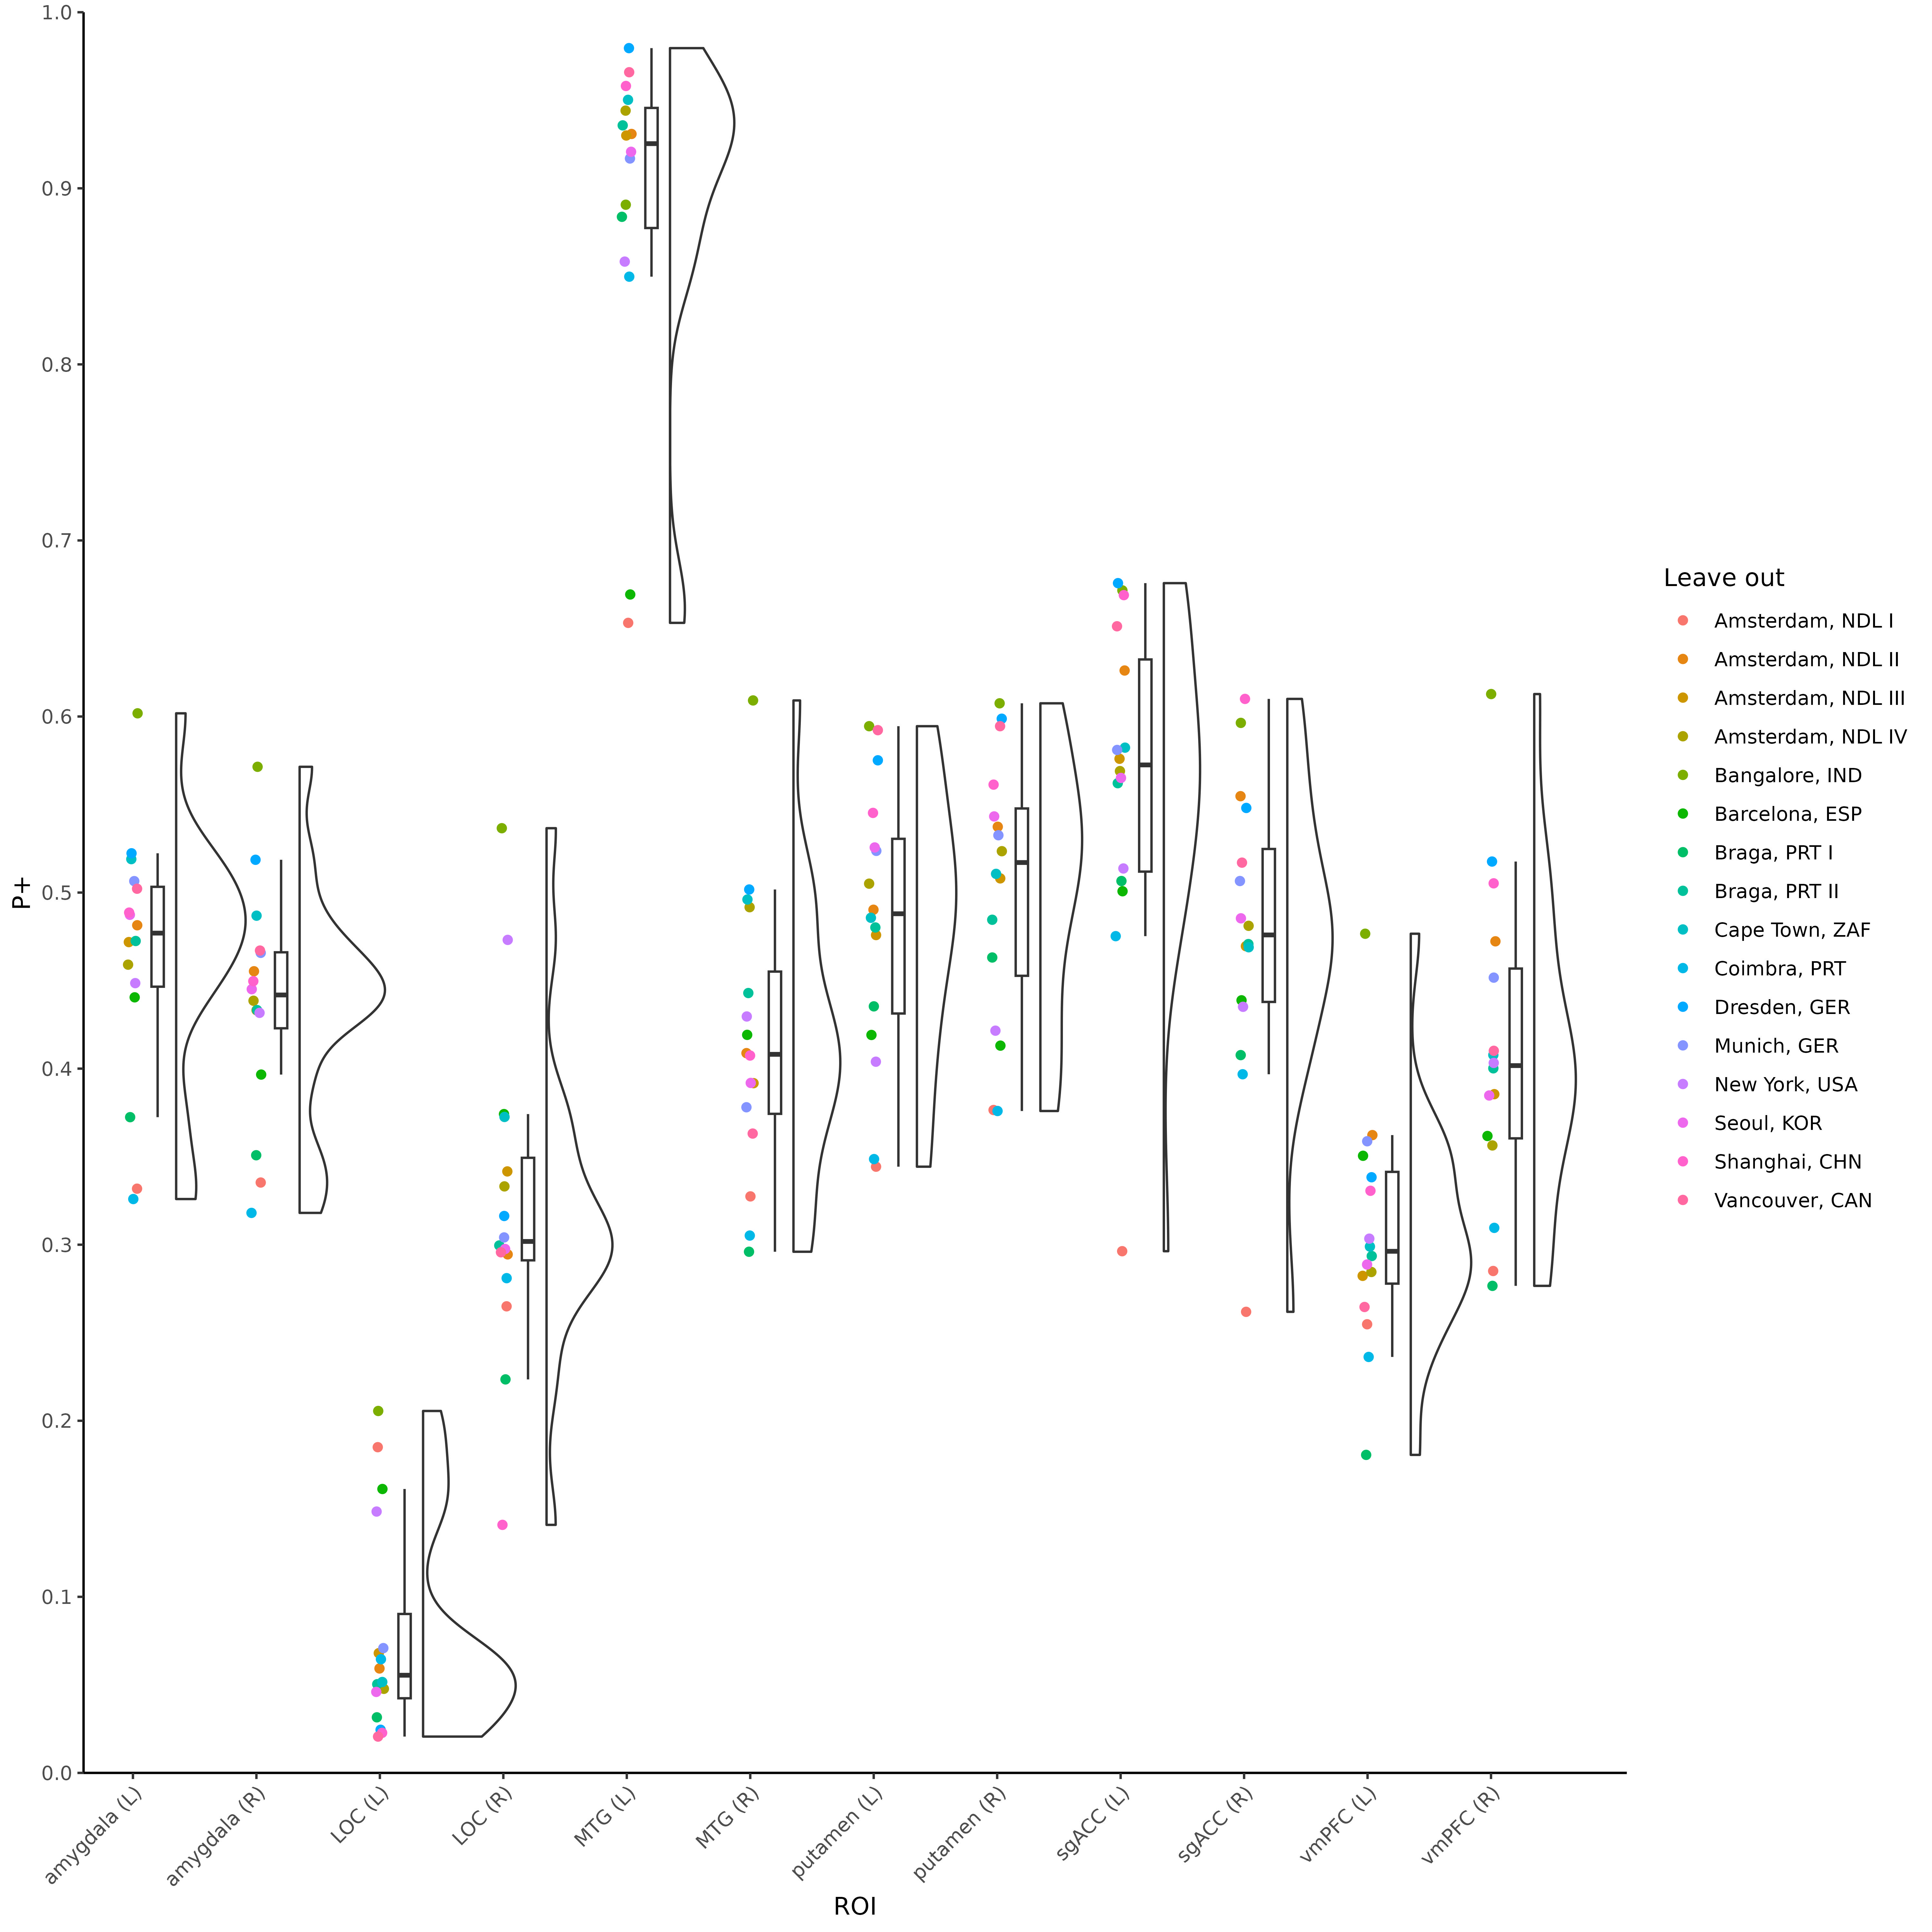 1.0
0.9
0.8
0.7
0.6
0.5
0.4
0.3
0.2
0.1
0.0
P+
amygdala (L)
amygdala (R)
LOC (L)
LOC (R)
MTG (L)
MTG (R)
putamen (L)
putamen (R)
sgACC (L)
sgACC (R)
vmPFC (L)
vmPFC (R)
ROI
Leave out
Amsterdam, NDL I
Amsterdam, NDL II
Amsterdam, NDL III
Amsterdam, NDL IV
Bangalore, IND
Barcelona, ESP
Braga, PRT I
Braga, PRT II
Cape Town, ZAF
Coimbra, PRT
Dresden, GER
Munich, GER
New York, USA
Seoul, KOR
Shanghai, CHN
Vancouver, CAN